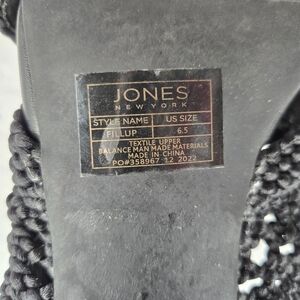 JONES
NEW YORK
STYLE NAME US SIZE
FILLUP 6.5
TEXTILE UPPER
BALANCE MAN MADE MATERIALS
MADE IN CHINA
PO#358967 12 2022